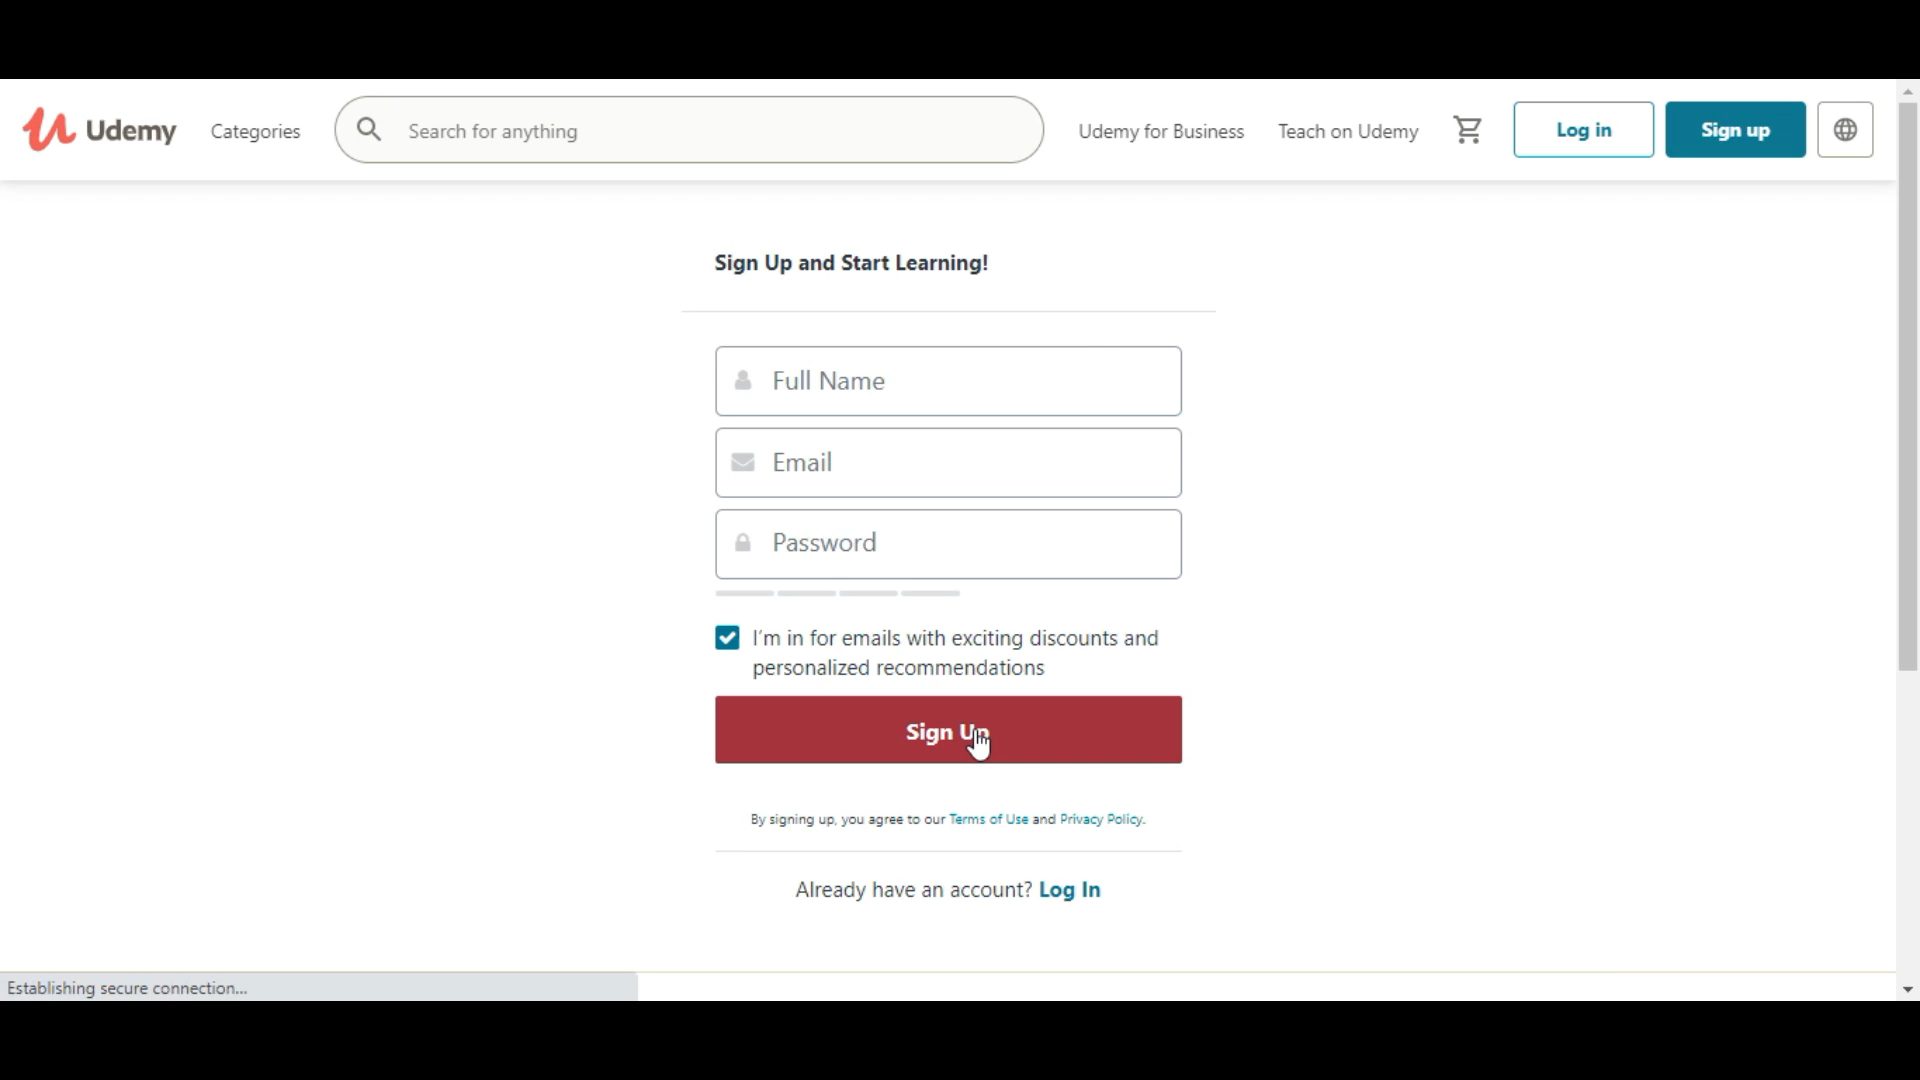 Udemy
Categories
Search for anything
Udemy for Business
Teach on Udemy
Log in
Sign up
Sign Up and Start Learning!
Full Name
Email
Password
I'm in for emails with exciting discounts and
personalized recommendations
Sign Up
By signing up, you agree to our Terms of Use and Privacy Policy.
Already have an account? Log In
Establishing secure connection...